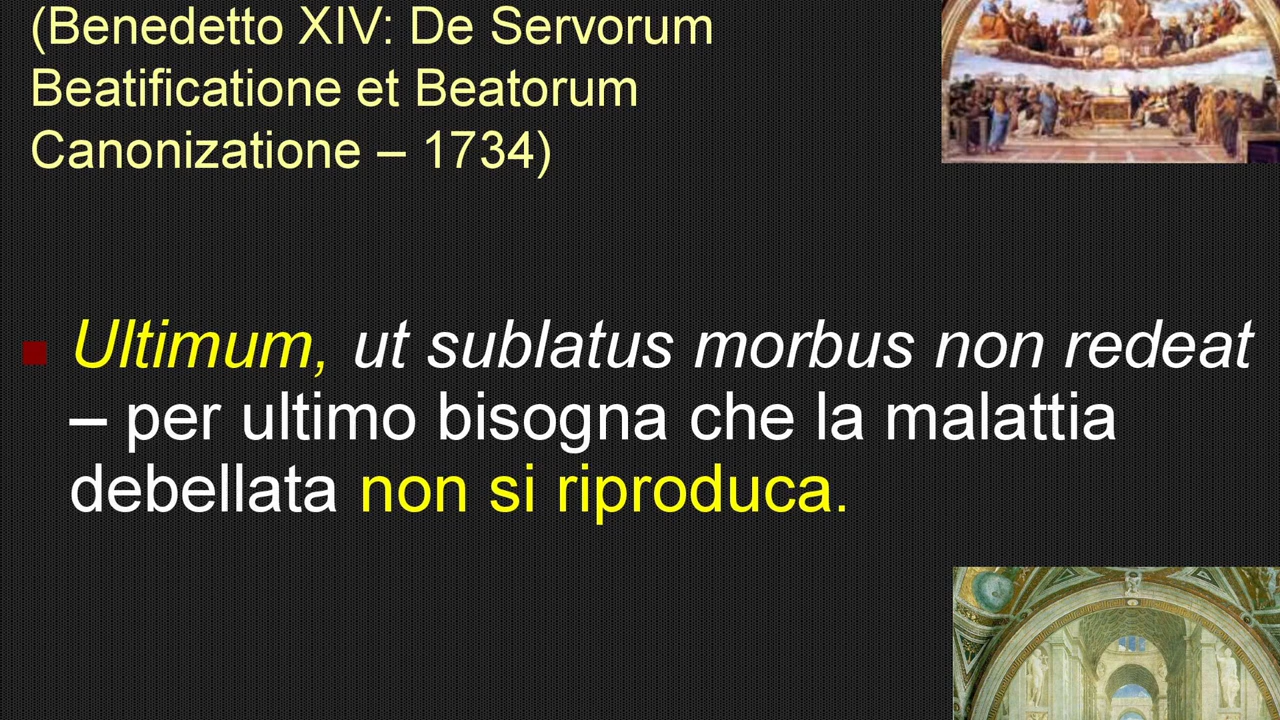 (Benedetto XIV: De Servorum
Beatificatione et Beatorum
Canonizatione – 1734)
Ultimum, ut sublatus morbus non redeat
– per ultimo bisogna che la malattia
debellata non si riproduca.